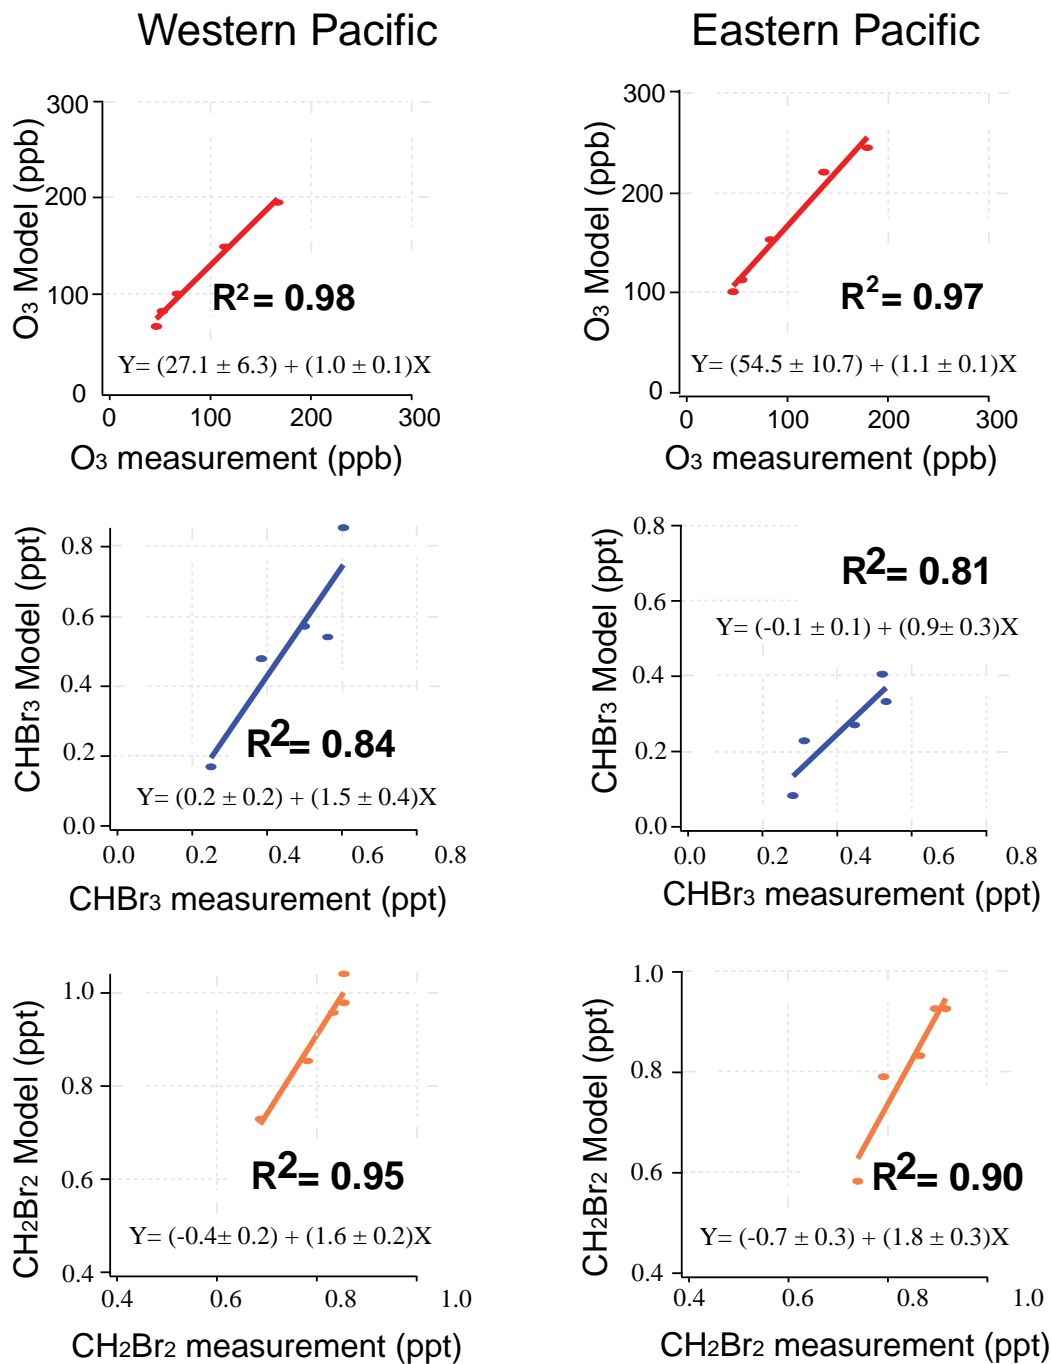 Western Pacific
Eastern Pacific
O3 Model (ppb)
300
200
100
0
R2 = 0.98
Y= (27.1 ± 6.3) + (1.0 ± 0.1)X
0 100 200 300
O3 measurement (ppb)
O3 Model (ppb)
300
200
100
0
R2 = 0.97
Y= (54.5 ± 10.7) + (1.1 ± 0.1)X
0 100 200 300
O3 measurement (ppb)
CHBr3 Model (ppt)
0.8
0.6
0.4
0.2
0.0
R2= 0.84
Y= (0.2 ± 0.2) + (1.5 ± 0.4)X
0.0 0.2 0.4 0.6 0.8
CHBr3 measurement (ppt)
CHBr3 Model (ppt)
0.8
0.6
0.4
0.2
0.0
R2= 0.81
Y= (-0.1 ± 0.1) + (0.9± 0.3)X
0.0 0.2 0.4 0.6 0.8
CHBr3 measurement (ppt)
CH2Br2 Model (ppt)
1.0
0.8
0.6
0.4
R2= 0.95
Y= (-0.4± 0.2) + (1.6 ± 0.2)X
0.4 0.6 0.8 1.0
CH2Br2 measurement (ppt)
CH2Br2 Model (ppt)
1.0
0.8
0.6
0.4
R2= 0.90
Y= (-0.7 ± 0.3) + (1.8 ± 0.3)X
0.4 0.6 0.8 1.0
CH2Br2 measurement (ppt)